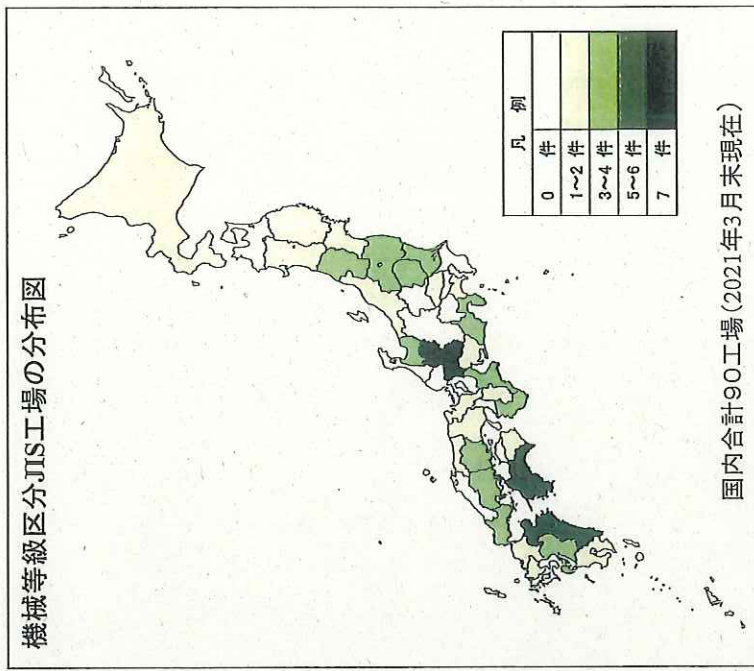 機械等級区分JIS工場の分布図
凡　例
0　件
1~2 件
3~4 件
5~6 件
7　件
国内合計90工場(2021年3月末現在)